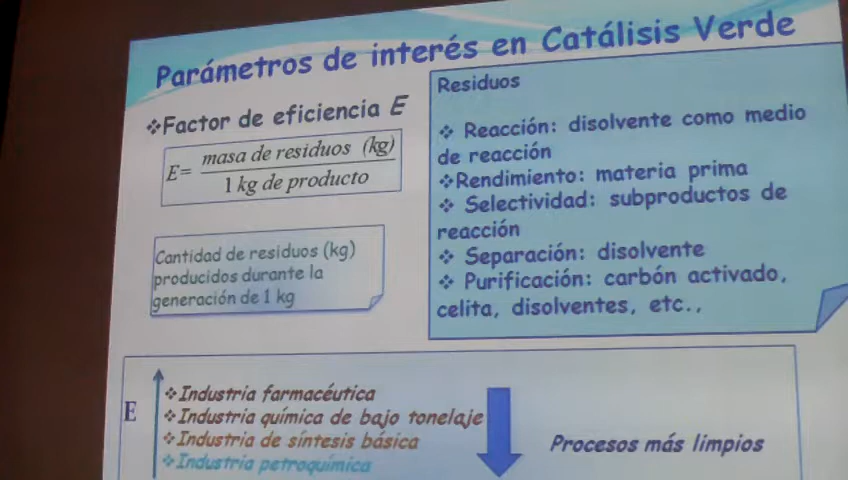 Parámetros de interés en Catálisis Verde
❖Factor de eficiencia E
E= masa de residuos (kg)
1 kg de producto
Cantidad de residuos (kg)
producidos durante la
generación de 1 kg
Residuos
❖ Reacción: disolvente como medio
de reacción
❖Rendimiento: materia prima
❖ Selectividad: subproductos de
reacción
❖ Separación: disolvente
❖ Purificación: carbón activado,
celita, disolventes, etc.,
E
❖Industria farmacéutica
❖Industria química de bajo tonelaje
❖Industria de síntesis básica
❖Industria petroquímica
Procesos más limpios